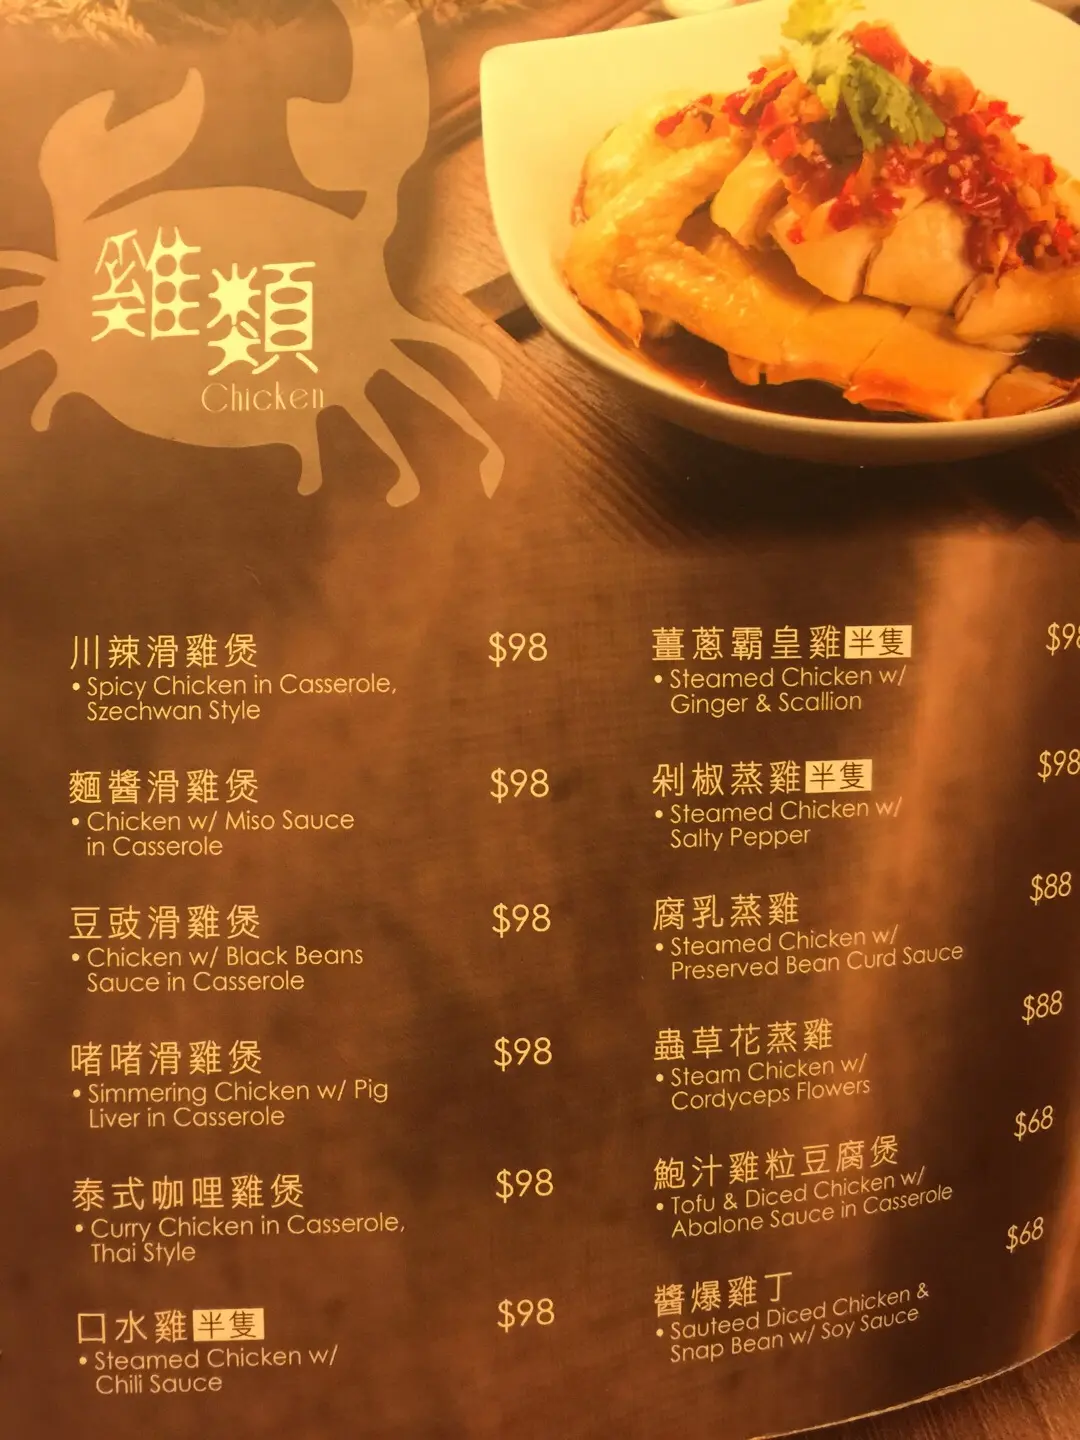 雞類
Chicken
川辣滑雞煲 $98
• Spicy Chicken in Casserole,
Szechwan Style
麵醬滑雞煲 $98
• Chicken w/ Miso Sauce
in Casserole
豆豉滑雞煲 $98
• Chicken w/ Black Beans
Sauce in Casserole
啫啫滑雞煲 $98
• Simmering Chicken w/ Pig
Liver in Casserole
泰式咖哩雞煲 $98
• Curry Chicken in Casserole,
Thai Style
口水雞 半隻 $98
• Steamed Chicken w/
Chili Sauce
薑蔥霸皇雞 半隻
• Steamed Chicken w/
Ginger & Scallion
剁椒蒸雞 半隻 $98
• Steamed Chicken w/
Salty Pepper
腐乳蒸雞 $88
• Steamed Chicken w/
Preserved Bean Curd Sauce
蟲草花蒸雞 $88
• Steam Chicken w/
Cordyceps Flowers
鮑汁雞粒豆腐煲 $68
• Tofu & Diced Chicken w/
Abalone Sauce in Casserole
醬爆雞丁 $68
• Sauteed Diced Chicken &
Snap Bean w/ Soy Sauce